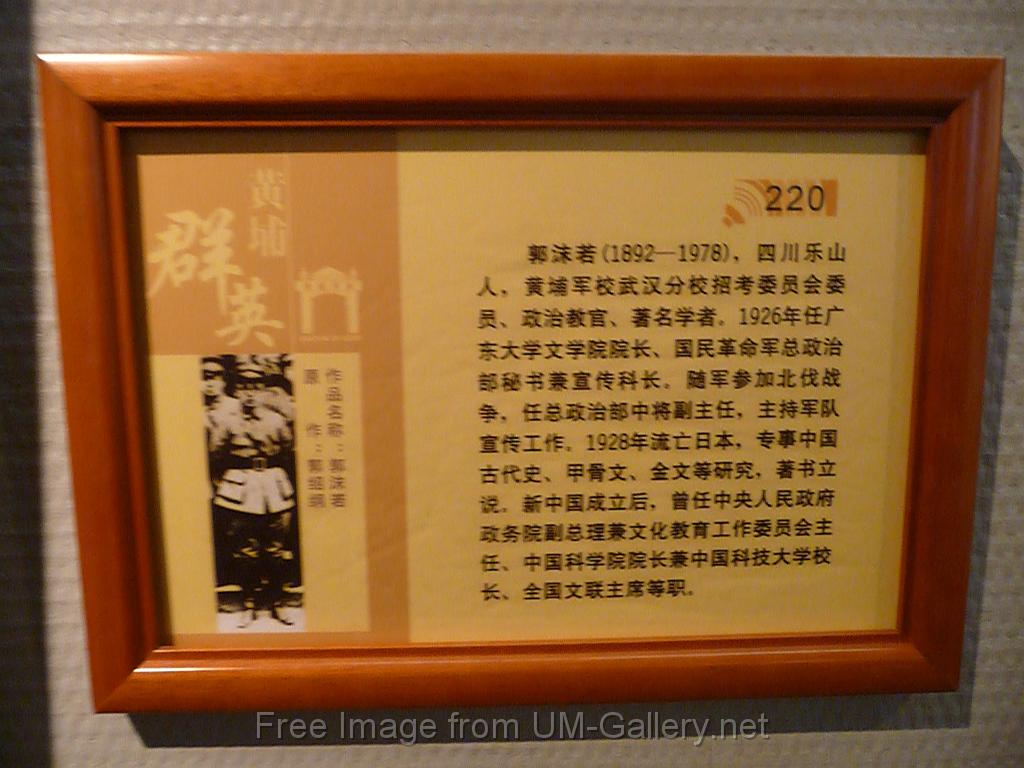 黄埔
群英
作品名称：郭沫若
原 作：郭绍纲
220
郭沫若(1892—1978)，四川乐山
人，黄埔军校武汉分校招考委员会委
员、政治教官、著名学者。1926年任广
东大学文学院院长、国民革命军总政治
部秘书兼宣传科长。随军参加北伐战
争，任总政治部中将副主任，主持军队
宣传工作。1928年流亡日本，专事中国
古代史、甲骨文、金文等研究，著书立
说。新中国成立后，曾任中央人民政府
政务院副总理兼文化教育工作委员会主
任、中国科学院院长兼中国科技大学校
长、全国文联主席等职。
Free Image from UM-Gallery.net